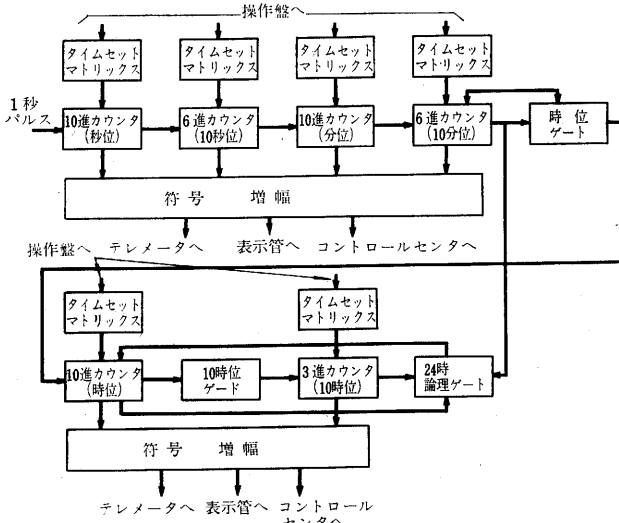 操作盤へ
タイムセット
マトリックス
タイムセット
マトリックス
タイムセット
マトリックス
タイムセット
マトリックス
1秒
パルス
10進カウンタ
(秒位)
6進カウンタ
(10秒位)
10進カウンタ
(分位)
6進カウンタ
(10分位)
時位
ゲート
符号 増幅
操作盤へ テレメータへ 表示管へ コントロールセンタへ
タイムセット
マトリックス
タイムセット
マトリックス
10進カウンタ
(時位)
10時位
ゲード
3進カウンタ
(10時位)
24時
論理ゲート
符号 増幅
テレメータへ 表示管へ コントロール
センタへ